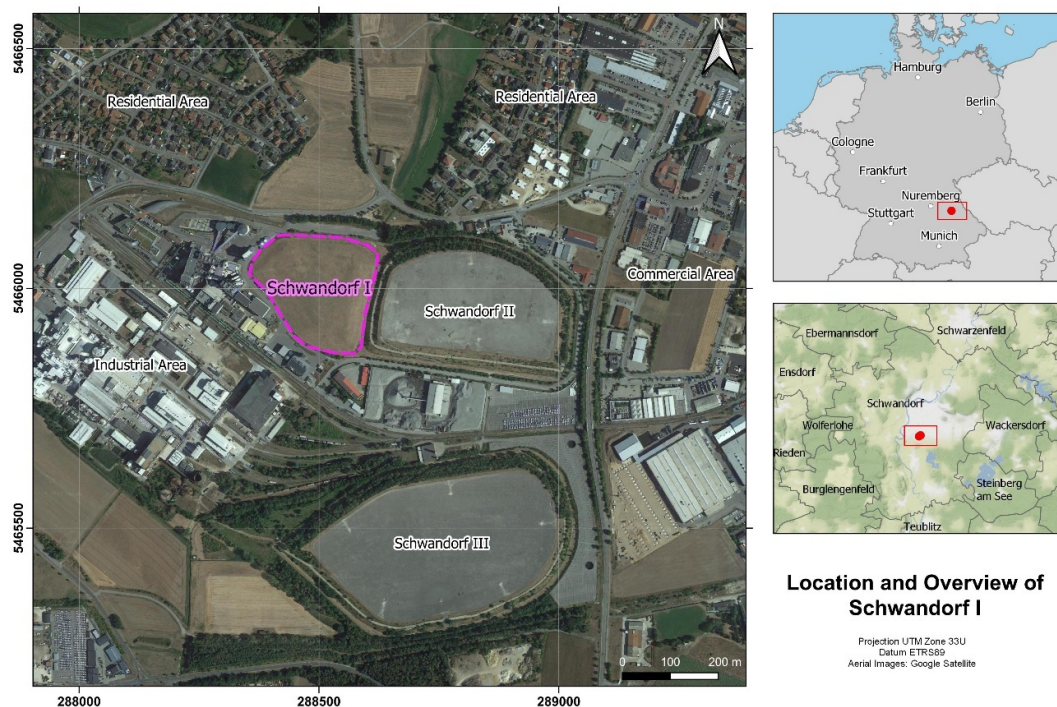 N
5466500
5466000
5465500
Residential Area
Residential Area
Schwandorf I
Schwandorf II
Commercial Area
Industrial Area
Schwandorf III
0 100 200 m
288000 288500 289000
Hamburg
Berlin
Cologne
Frankfurt
Nuremberg
Stuttgart
Munich
Ebermannsdorf
Schwarzenfeld
Ensdorf
Schwandorf
Wolferlohe
Wackersdorf
Rieden
Burglengenfeld
Steinberg
am See
Teublitz
Location and Overview of
Schwandorf I
Projection UTM Zone 33U
Datum ETRS89
Aerial Images: Google Satellite